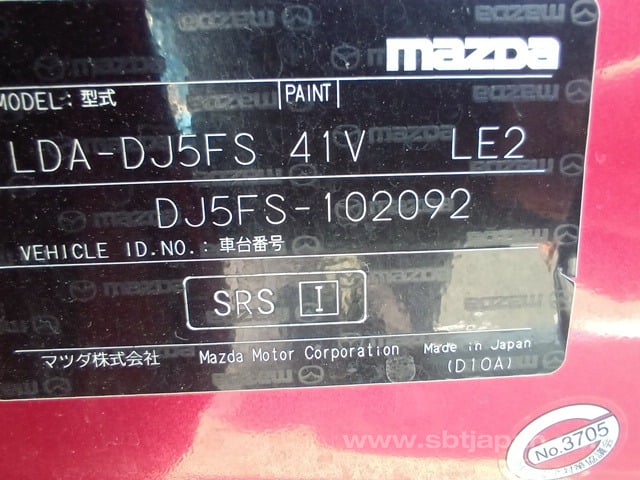 mazda
MODEL: 型式 PAINT
LDA-DJ5FS 41V LE2
DJ5FS-102092
VEHICLE ID.NO.: 車台番号
SRS I
マツダ株式会社 Mazda Motor Corporation Made in Japan
(D10A)
www.sbtjapan
No.3705